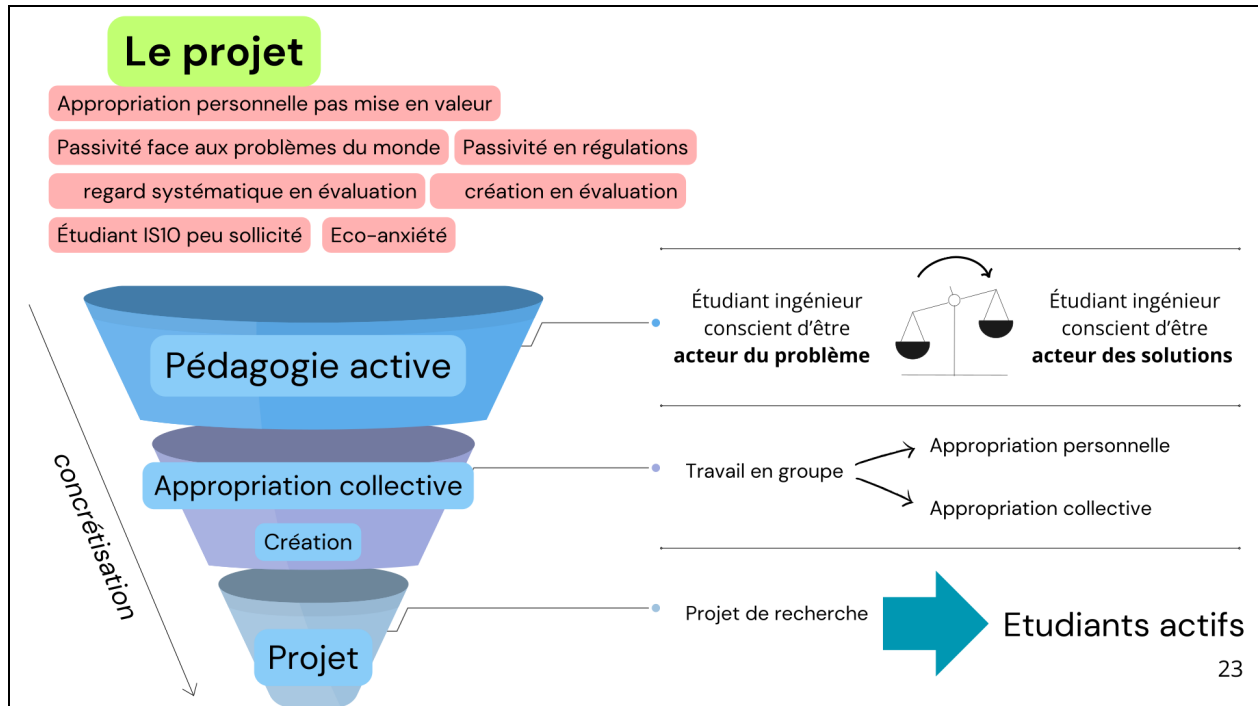 Le projet
Appropriation personnelle pas mise en valeur
Passivité face aux problèmes du monde
Passivité en régulations
regard systématique en évaluation
création en évaluation
Étudiant IS10 peu sollicité
Eco-anxiété
concrétisation
Pédagogie active
Étudiant ingénieur
conscient d'être
acteur du problème
Étudiant ingénieur
conscient d'être
acteur des solutions
Appropriation collective
Création
Travail en groupe
Appropriation personnelle
Appropriation collective
Projet
Projet de recherche
Etudiants actifs
23